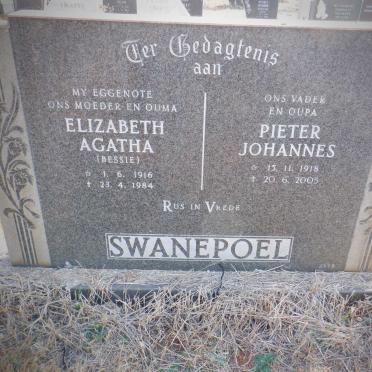 Ter Gedagtenis
aan
MY EGGENOTE
ONS MOEDER EN OUMA
ELIZABETH
AGATHA
(BESSIE)
☆ 1. 6. 1916
✝ 23. 4. 1984
ONS VADER
EN OUPA
PIETER
JOHANNES
☆ 15. 11. 1918
✝ 20. 6. 2005
RUS IN VREDE
SWANEPOEL